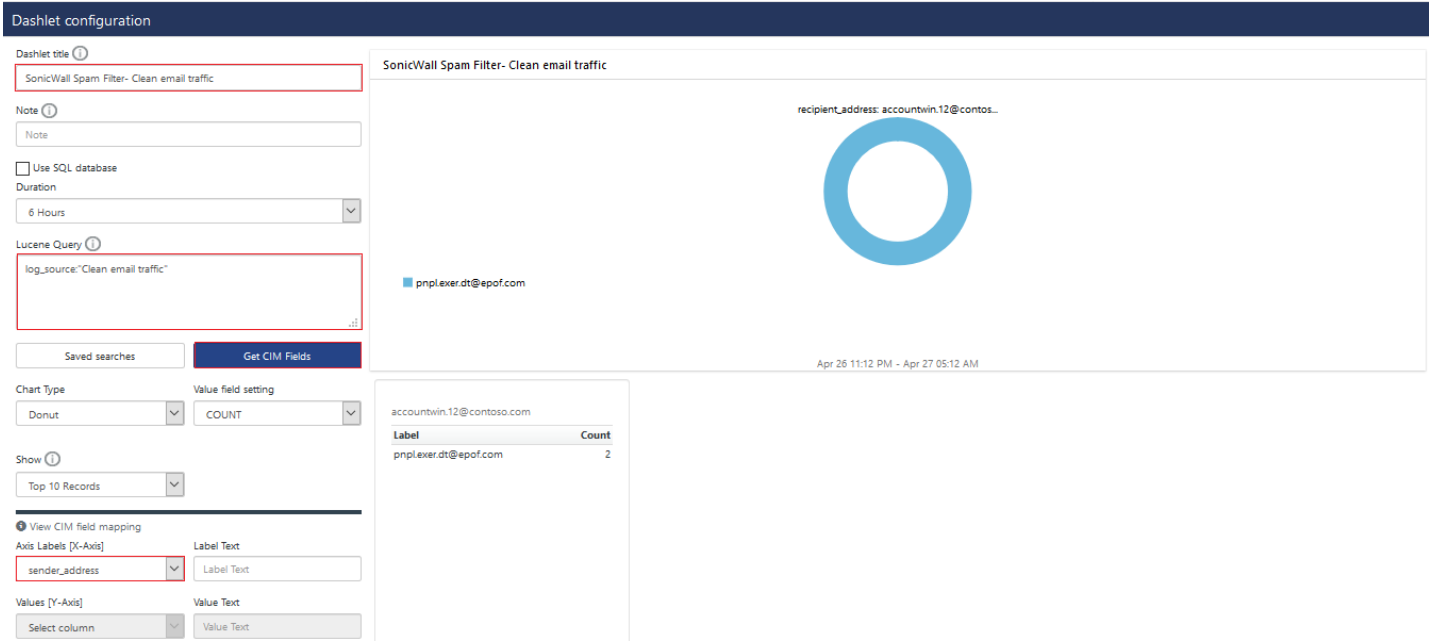 Dashlet configuration
Dashlet title
SonicWall Spam Filter- Clean email traffic
Note
Note
Use SQL database
Duration
6 Hours
Lucene Query
log_source:"Clean email traffic"
Saved searches
Get CIM Fields
Chart Type
Value field setting
Donut
COUNT
Show
Top 10 Records
View CIM field mapping
Axis Labels [X-Axis]
Label Text
sender_address
Label Text
Values [Y-Axis]
Value Text
Select column
Value Text
SonicWall Spam Filter- Clean email traffic
recipient_address: accountwin.12@contos...
pnpl.exer.dt@epof.com
Apr 26 11:12 PM - Apr 27 05:12 AM
accountwin.12@contoso.com
Label Count
pnpl.exer.dt@epof.com 2